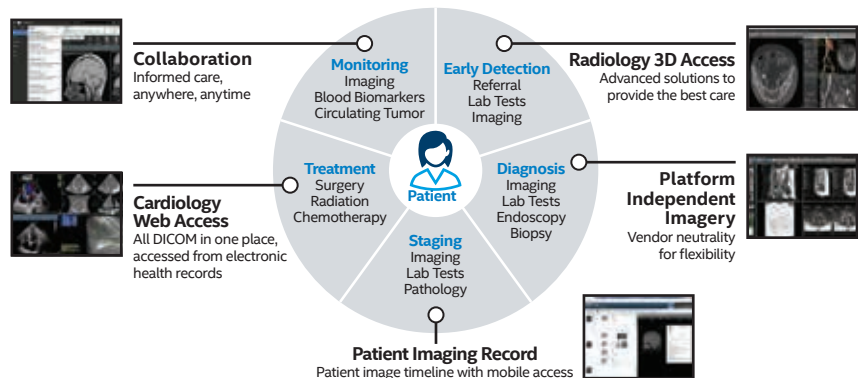 Collaboration
Informed care,
anywhere, anytime
Monitoring
Imaging
Blood Biomarkers
Circulating Tumor
Early Detection
Referral
Lab Tests
Imaging
Radiology 3D Access
Advanced solutions to
provide the best care
Treatment
Surgery
Radiation
Chemotherapy
Patient
Diagnosis
Imaging
Lab Tests
Endoscopy
Biopsy
Cardiology
Web Access
All DICOM in one place,
accessed from electronic
health records
Platform
Independent
Imagery
Vendor neutrality
for flexibility
Staging
Imaging
Lab Tests
Pathology
Patient Imaging Record
Patient image timeline with mobile access